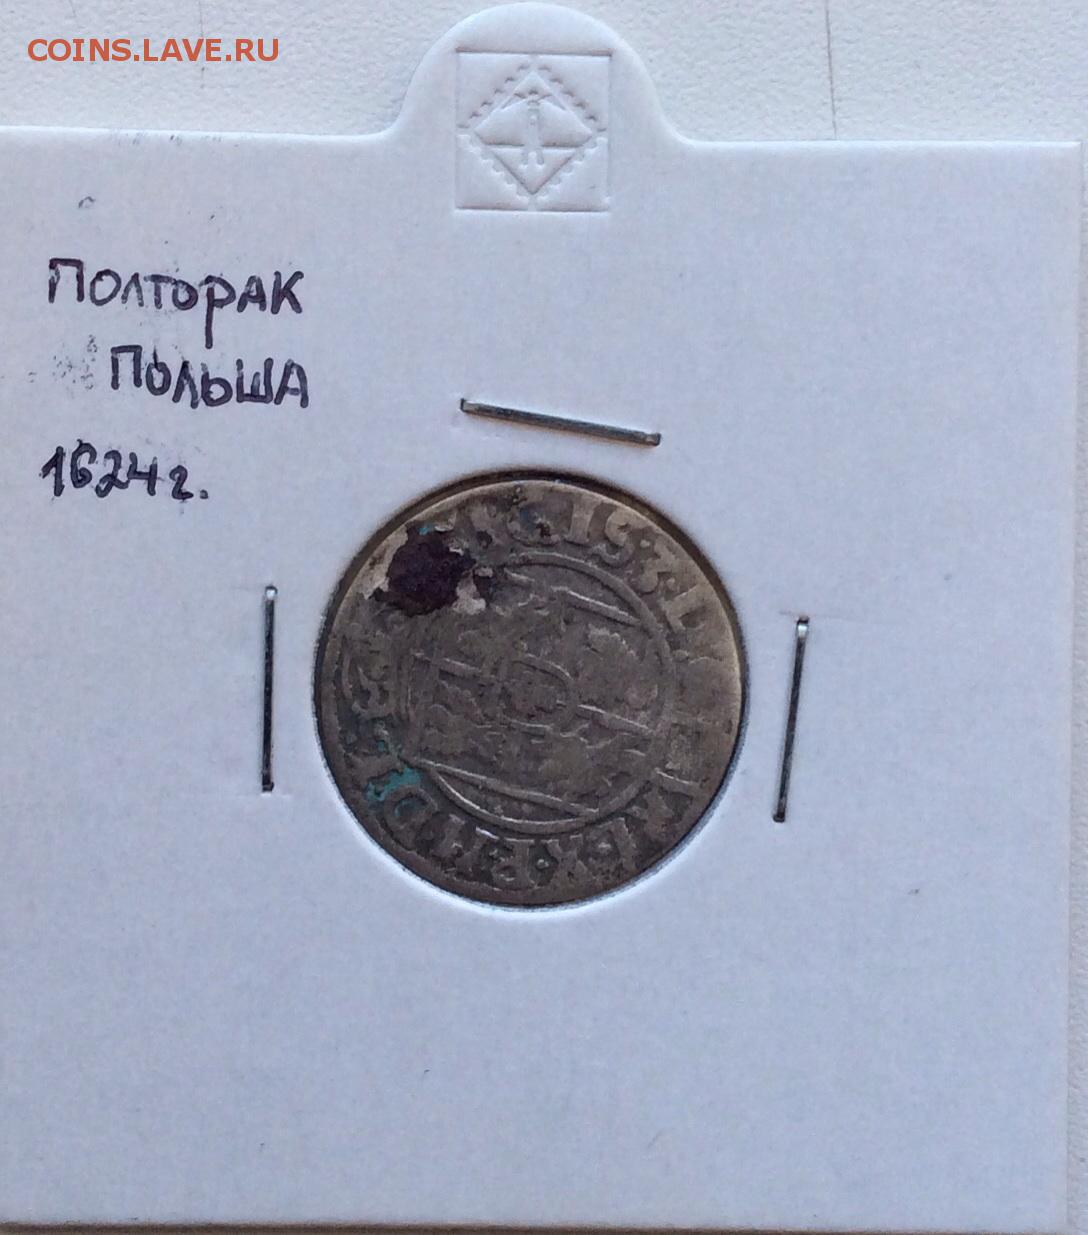 COINS.LAVE.RU
ПОЛТОРАК
ПОЛЬША
1624г.